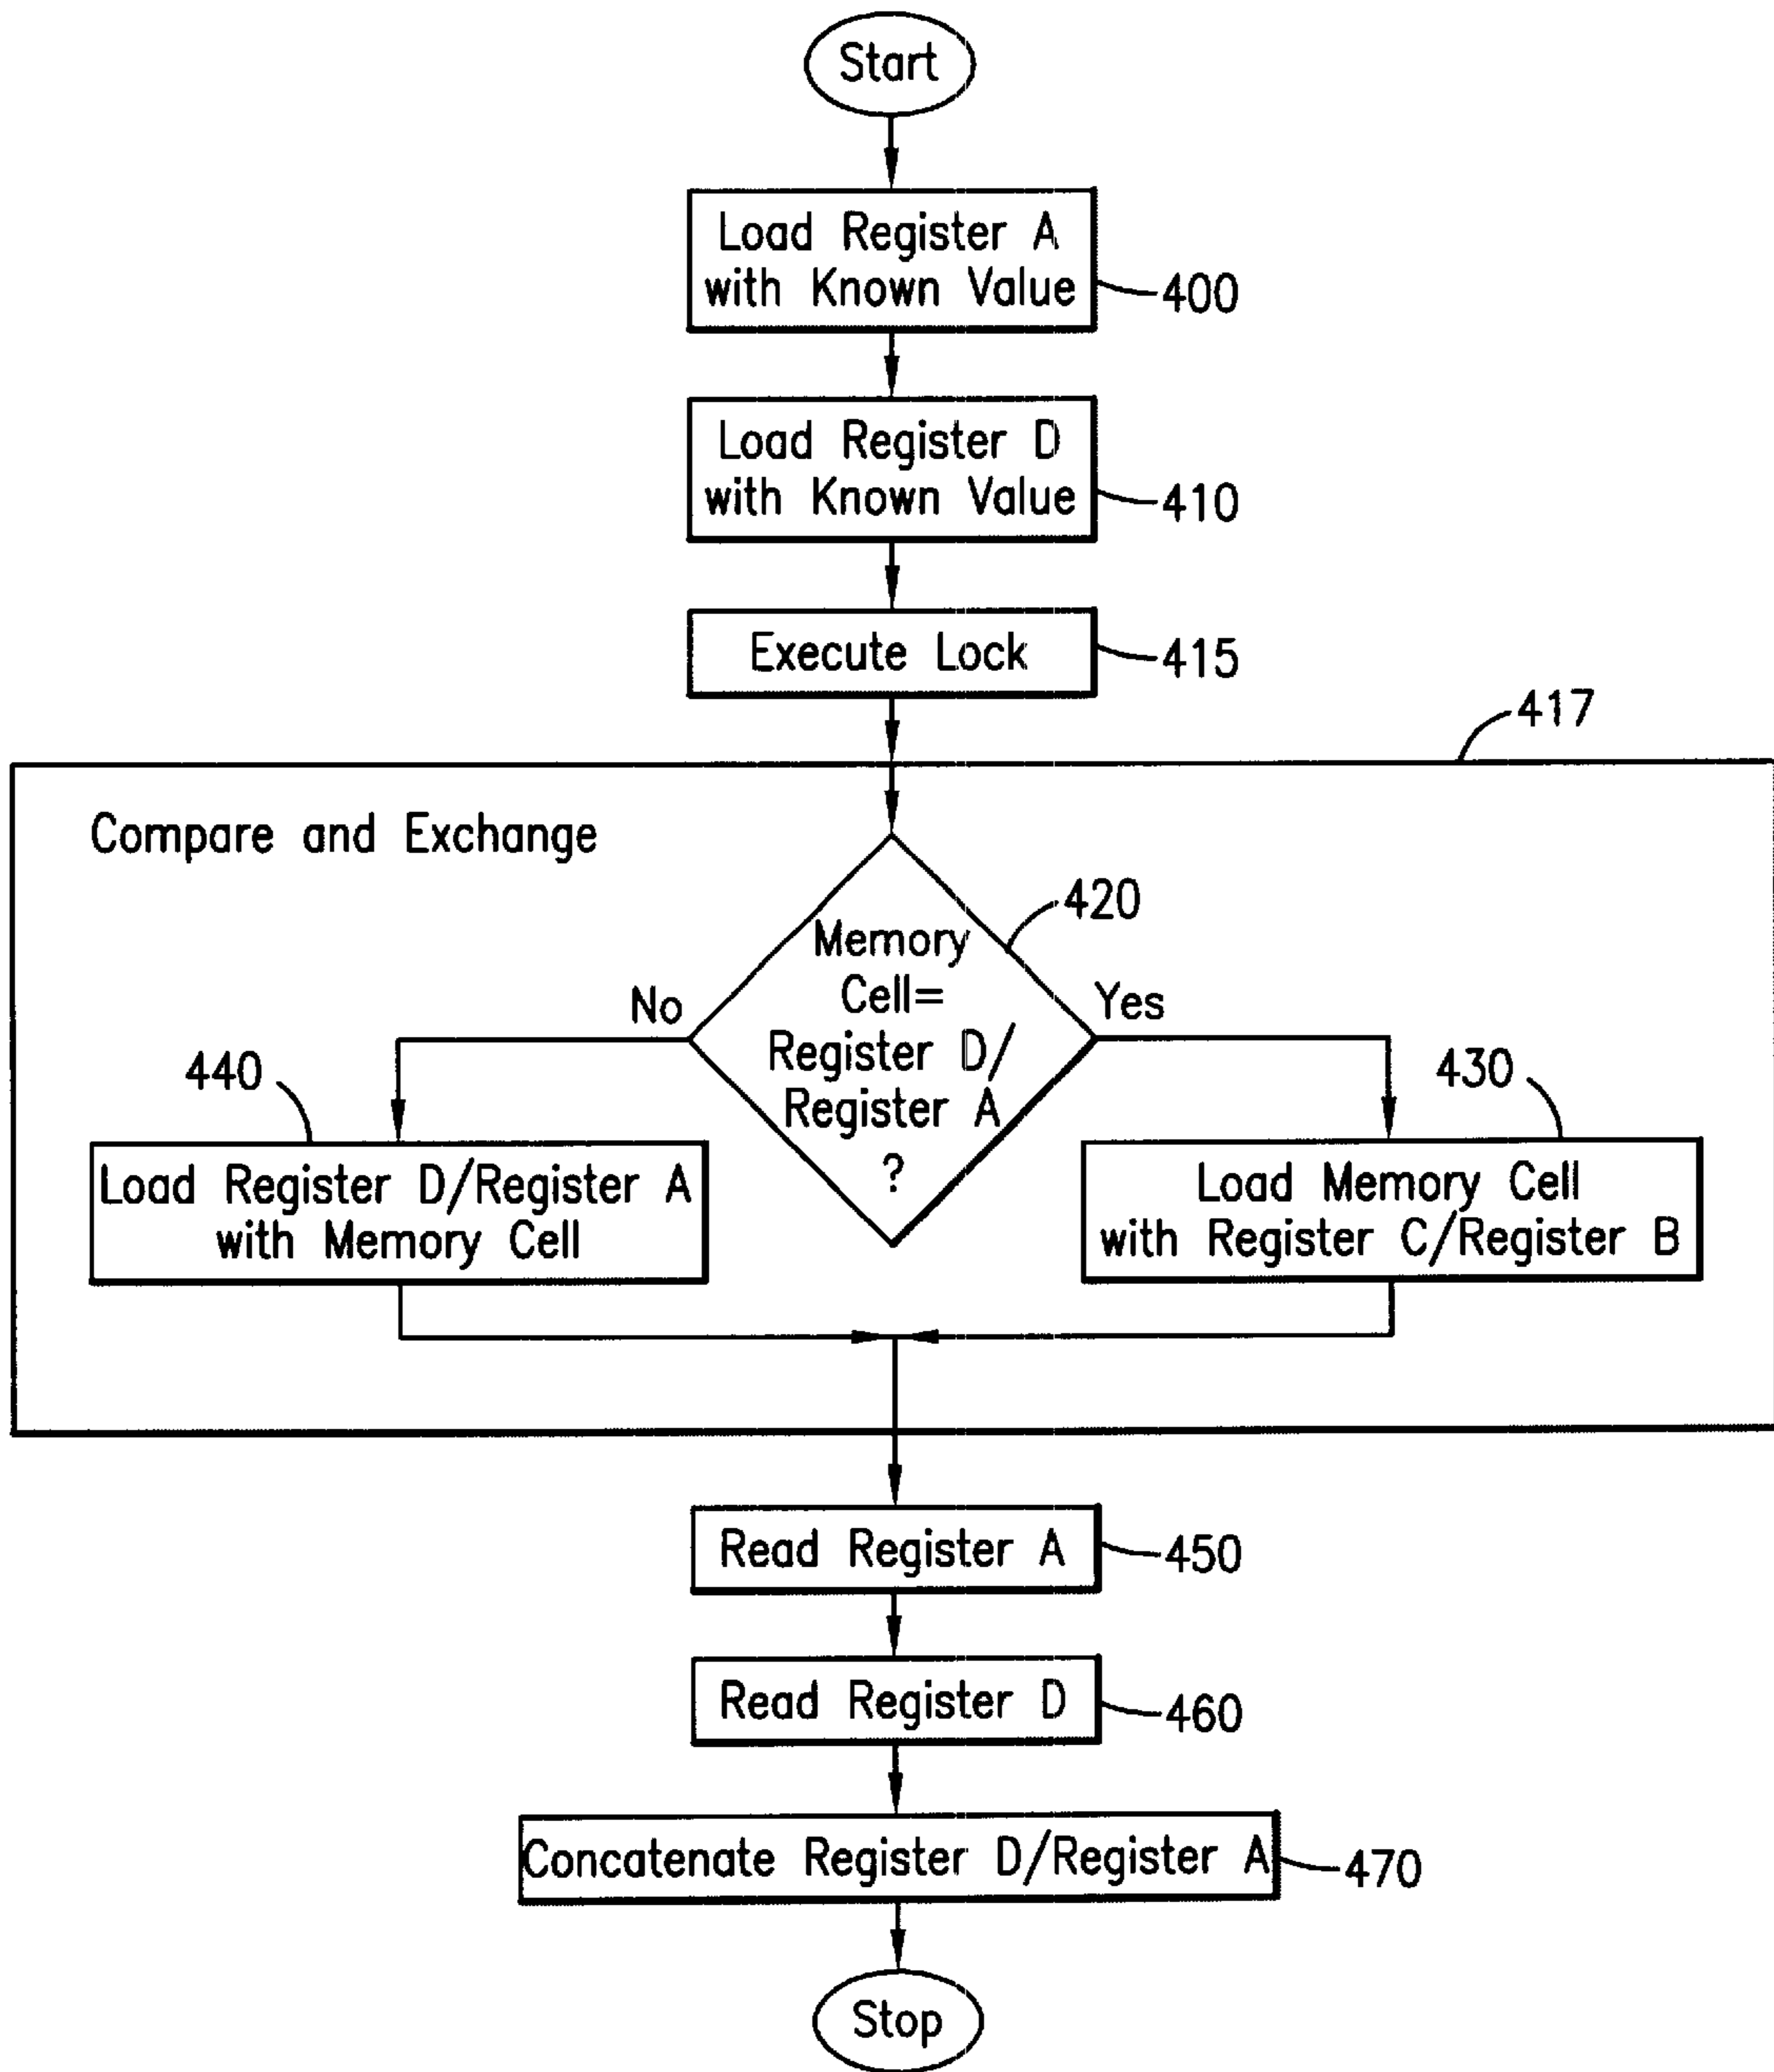 Start
Load Register A
with Known Value
400
Load Register D
with Known Value
410
Execute Lock
415
417
Compare and Exchange
420
Memory
Cell=
Register D/
Register A
?
No
Yes
440
Load Register D/Register A
with Memory Cell
430
Load Memory Cell
with Register C/Register B
Read Register A
450
Read Register D
460
Concatenate Register D/Register A
470
Stop